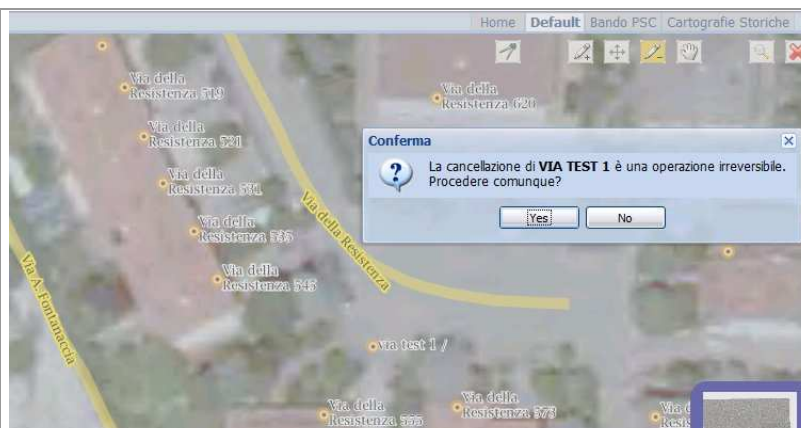 Home Default Bando PSC Cartografie Storiche
Via della
Resistenza 519
Via della
Resistenza 620
Via della
Resistenza 521
Conferma
La cancellazione di VIA TEST 1 è una operazione irreversibile.
Procedere comunque?
Yes No
Via della
Resistenza 531
Via della
Resistenza 535
Via della Resistenza
Via della
Resistenza 545
Via A. Fontanaccia
via test 1 /
Via della
Resistenza 555
Via della
Resistenza 573